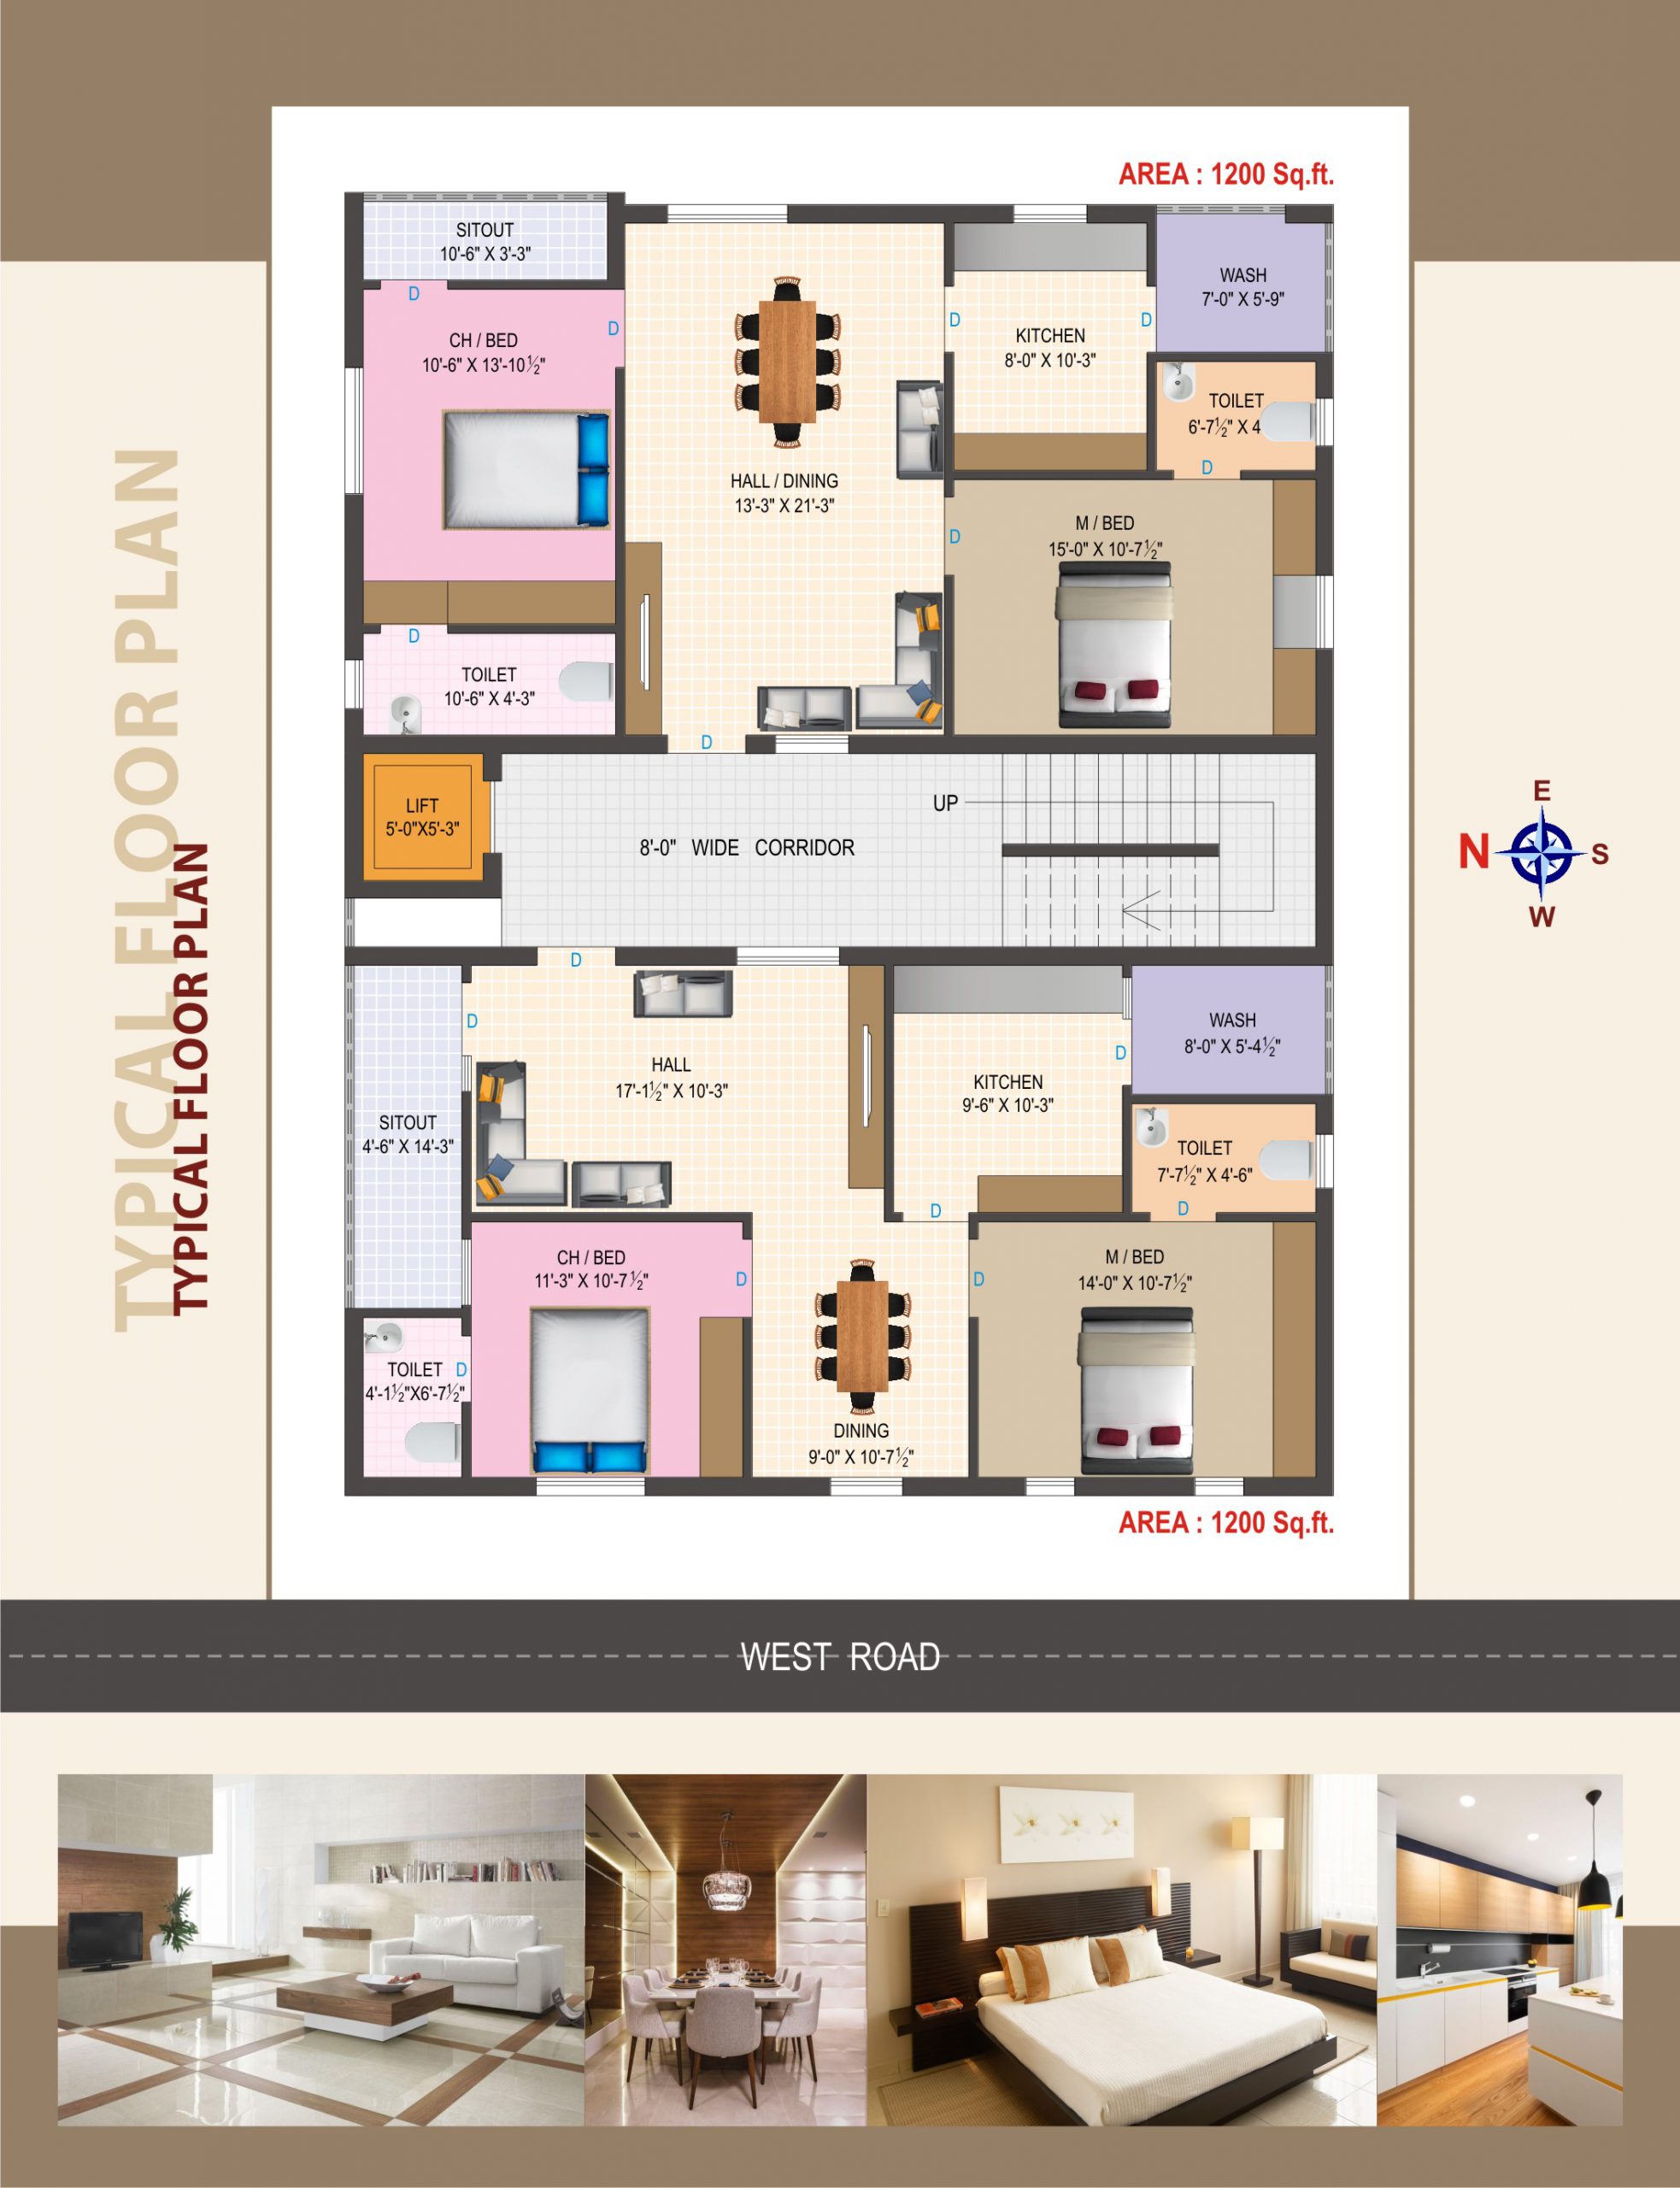 AREA : 1200 Sq.ft.
SITOUT
10'-6" X 3'-3"
D
CH / BED
10'-6" X 13'-10½"
D
HALL / DINING
13'-3" X 21'-3"
D
KITCHEN
8'-0" X 10'-3"
D
WASH
7'-0" X 5'-9"
TOILET
6'-7½" X 4
D
D
M / BED
15'-0" X 10'-7½"
D
TOILET
10'-6" X 4'-3"
D
LIFT
5'-0"X5'-3"
8'-0" WIDE CORRIDOR
UP
TYPICAL FLOOR PLAN
TYPICAL FLOOR PLAN
E
N
S
W
D
D
HALL
17'-1½" X 10'-3"
SITOUT
4'-6" X 14'-3"
KITCHEN
9'-6" X 10'-3"
D
WASH
8'-0" X 5'-4½"
TOILET
7'-7½" X 4'-6"
D
D
CH / BED
11'-3" X 10'-7½"
D
D
M / BED
14'-0" X 10'-7½"
TOILET D
4'-1½"X6'-7½"
DINING
9'-0" X 10'-7½"
AREA : 1200 Sq.ft.
WEST ROAD